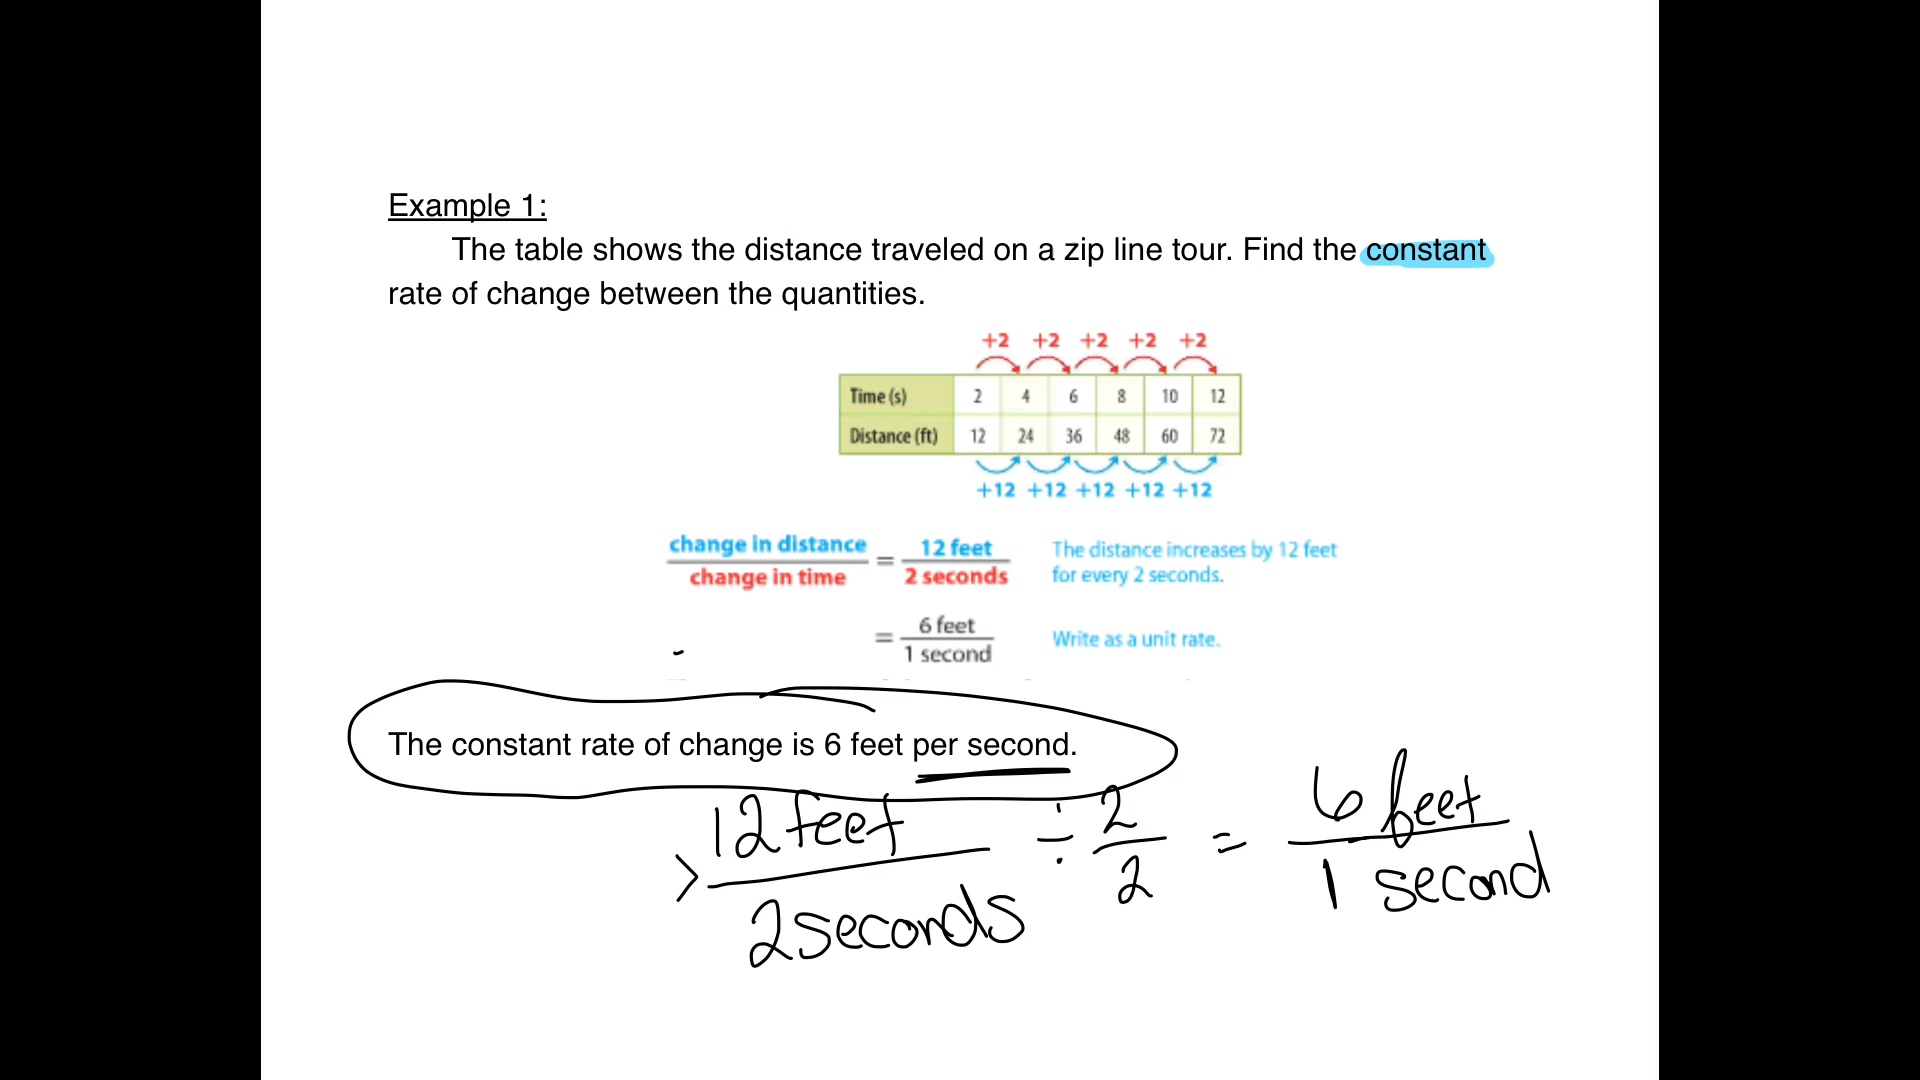 Example 1:
The table shows the distance traveled on a zip line tour. Find the constant
rate of change between the quantities.
+2 +2 +2 +2 +2
Time (s) 2 4 6 8 10 12
Distance (ft) 12 24 36 48 60 72
+12 +12 +12 +12 +12
change in distance = 12 feet The distance increases by 12 feet
change in time 2 seconds for every 2 seconds.
= 6 feet Write as a unit rate.
1 second
The constant rate of change is 6 feet per second.
12 feet ÷ 2 = 6 feet
2 seconds 2 1 second